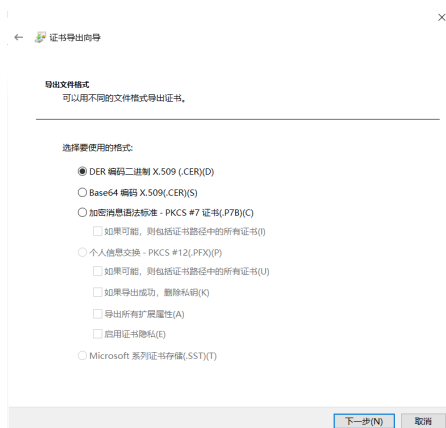 证书导出向导
导出文件格式
可以用不同的文件格式导出证书。
选择要使用的格式:
DER 编码二进制 X.509 (.CER)(D)
Base64 编码 X.509(.CER)(S)
加密消息语法标准 - PKCS #7 证书(.P7B)(C)
如果可能，则包括证书路径中的所有证书(I)
个人信息交换 - PKCS #12(.PFX)(P)
如果可能，则包括证书路径中的所有证书(U)
如果导出成功，删除私钥(K)
导出所有扩展属性(A)
启用证书隐私(E)
Microsoft 系列证书存储(.SST)(T)
下一步(N) 取消